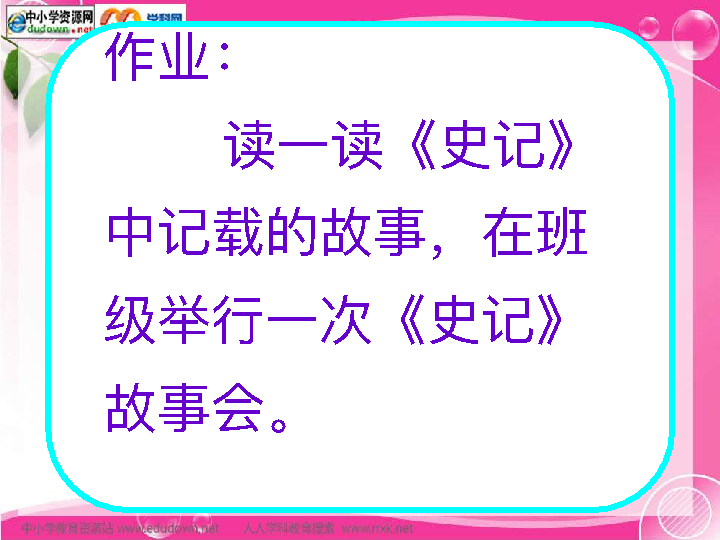 中小学资源网
edudown.net
学科网
作业：
读一读《史记》
中记载的故事，在班
级举行一次《史记》
故事会。
中小学教育资源站 www.edudown.net 人人学科教育搜索 www.rrxk.net